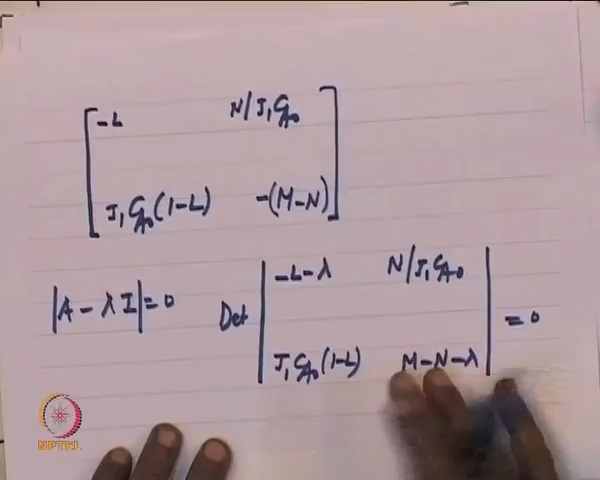 -L N/J₁C_A0
J₁C_A0(1-L) -(M-N)
|A - λI| = 0 Det | -L-λ N/J₁C_A0 | = 0
J₁C_A0(1-L) M-N-λ
NPTEL